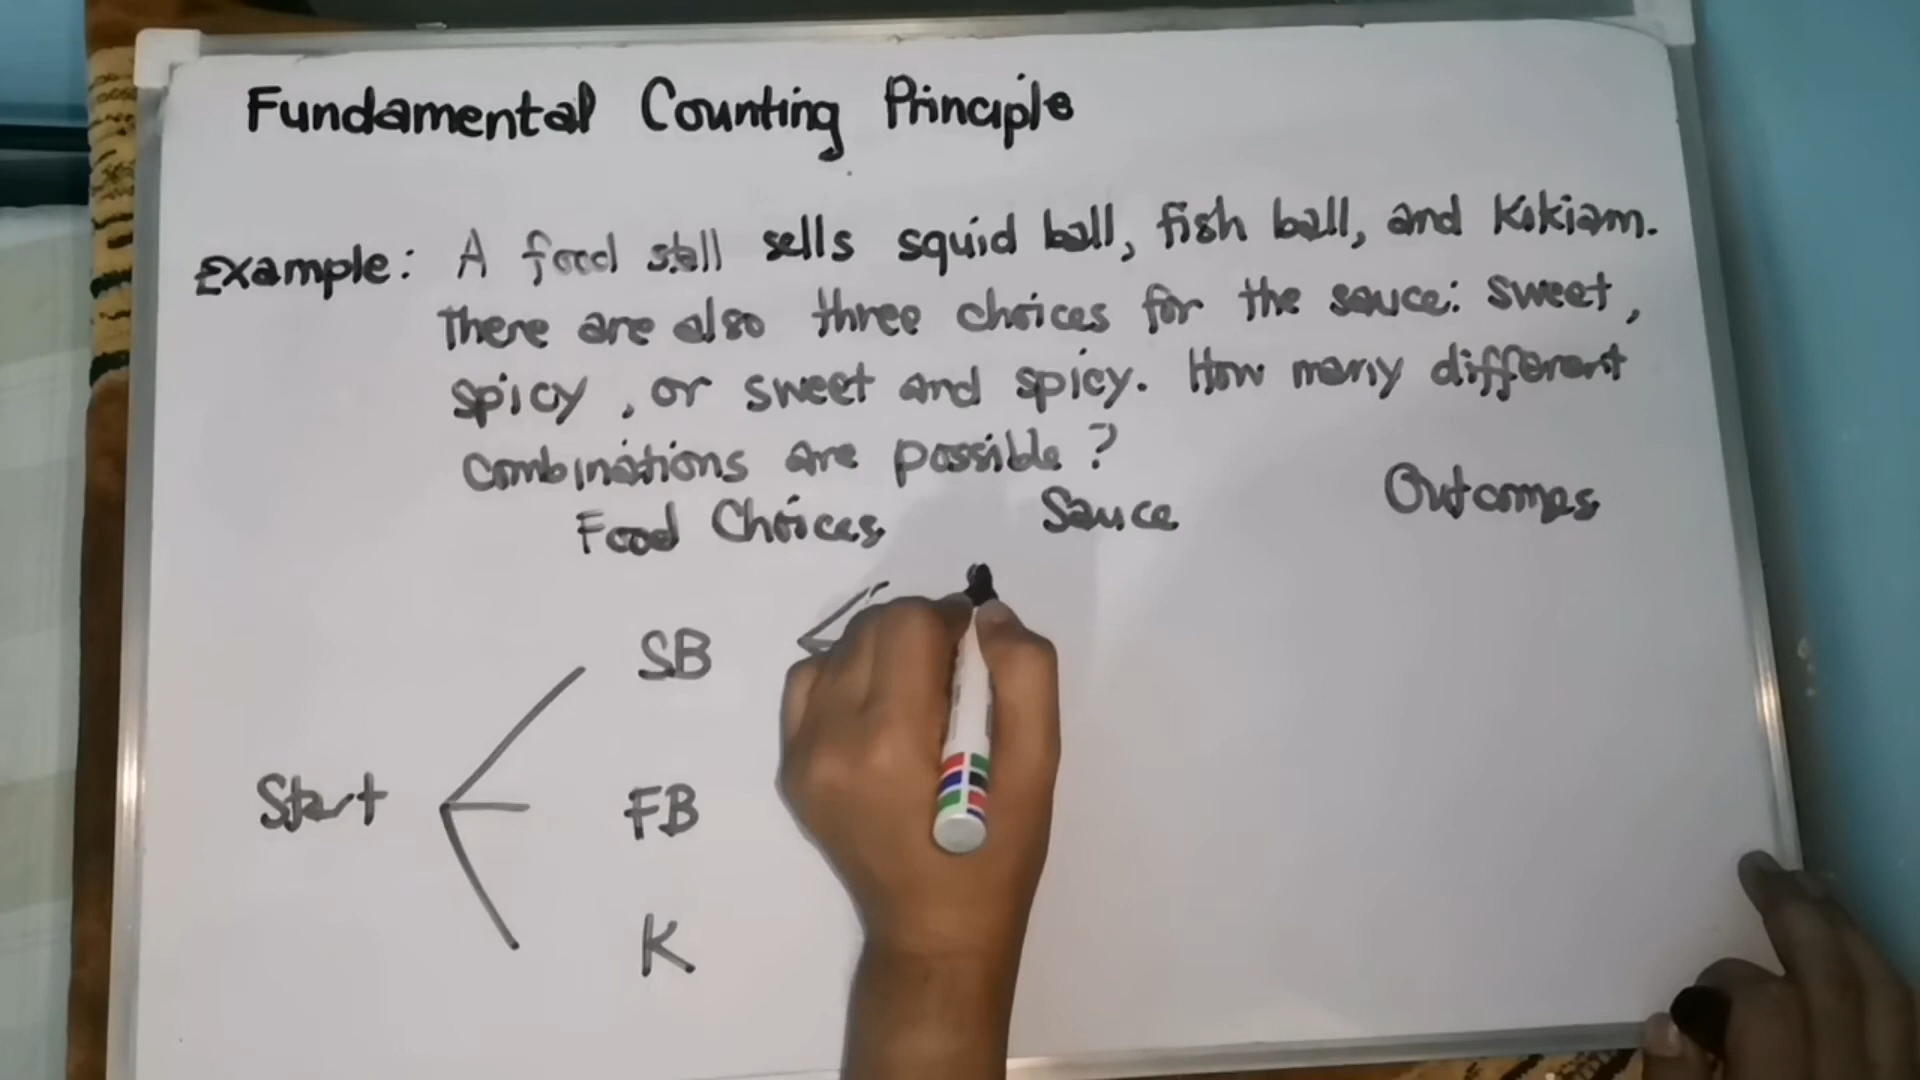 Fundamental Counting Principle
Example: A food stall sells squid ball, fish ball, and Kikiam.
There are also three choices for the sauce: sweet,
spicy, or sweet and spicy. How many different
combinations are possible?
Food Choices Sauce Outcomes
SB
Start FB
K